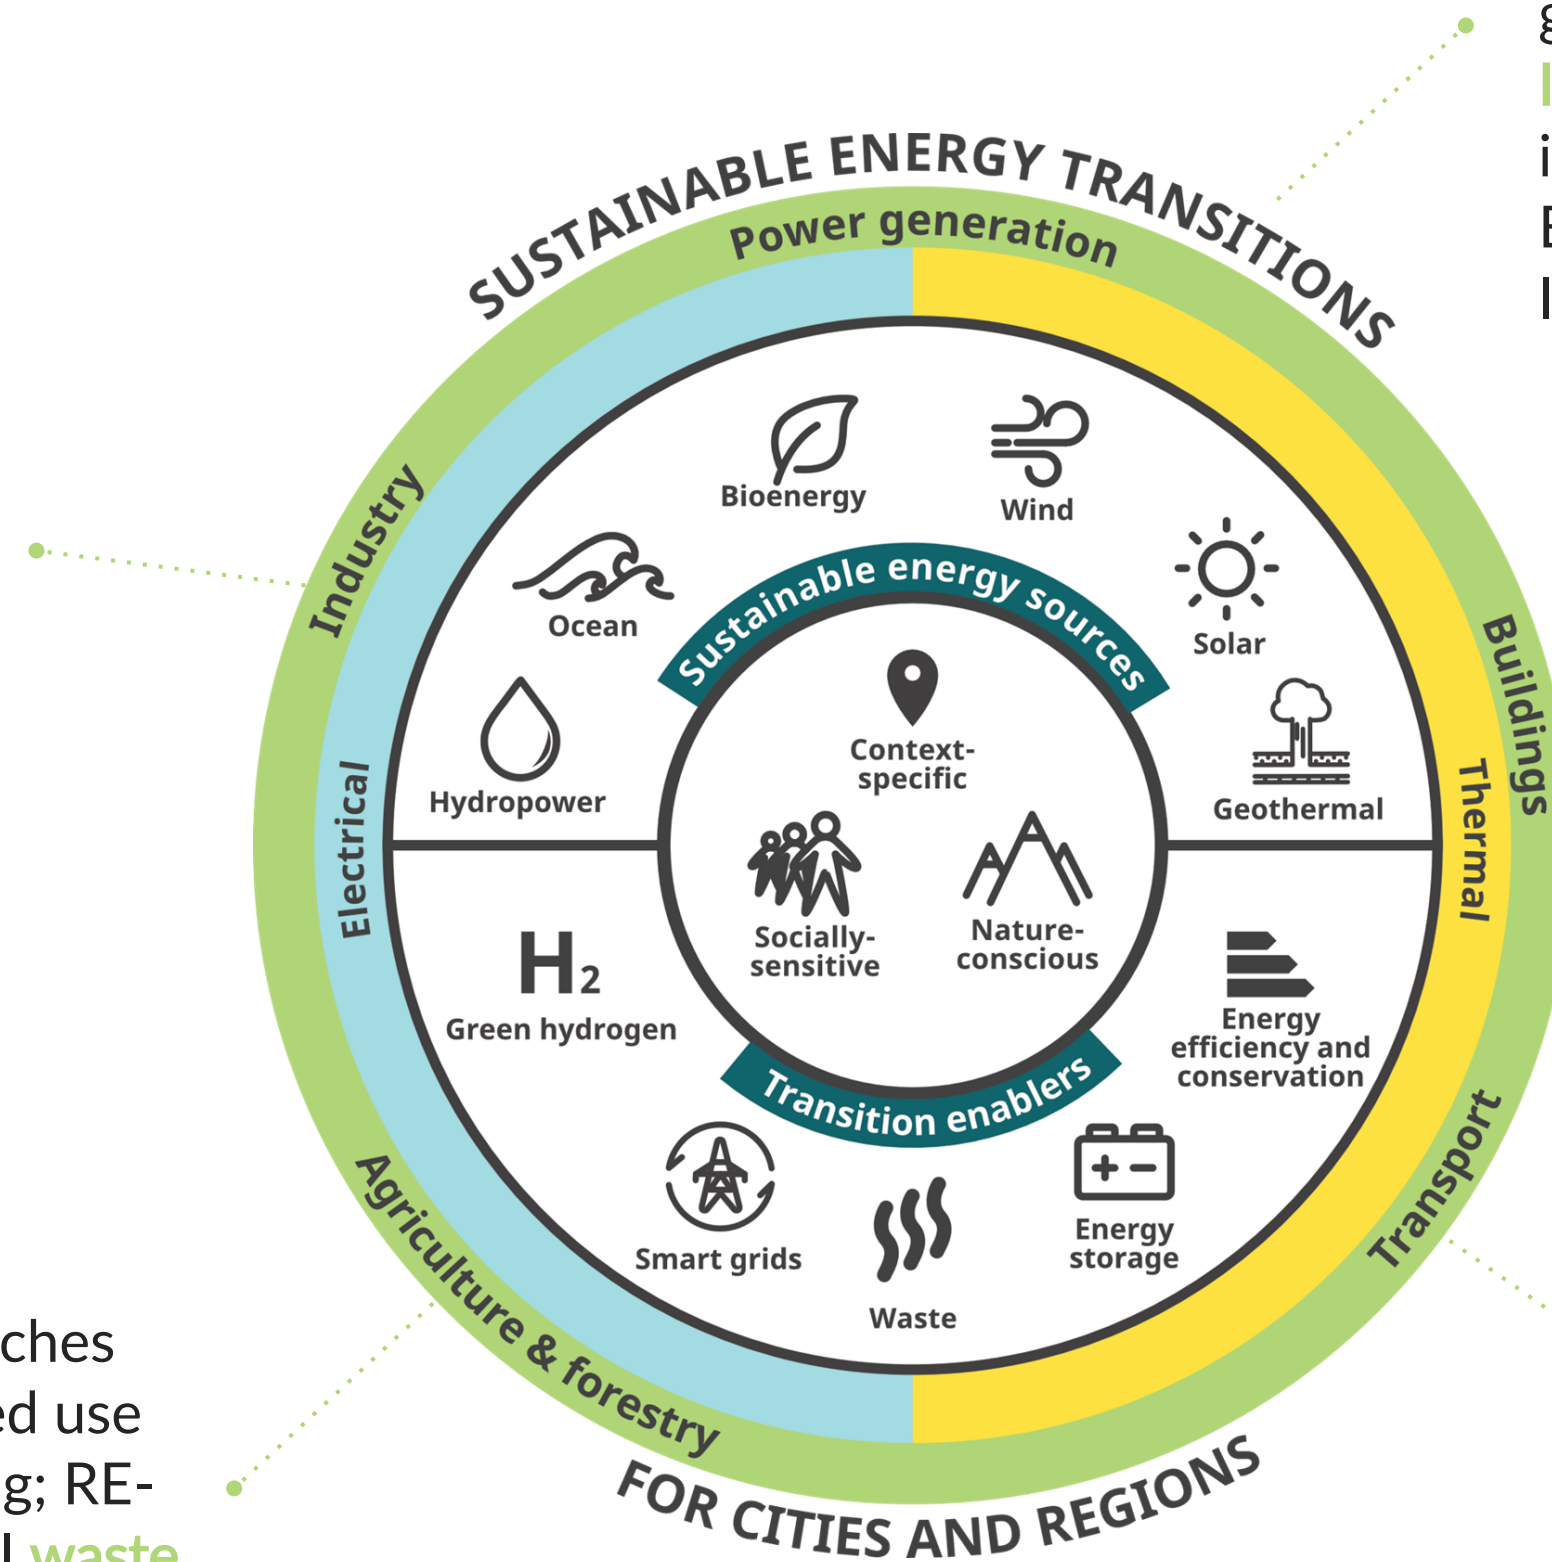 SUSTAINABLE ENERGY TRANSITIONS
Power generation
Industry
Buildings
Electrical
Thermal
Agriculture & forestry
Transport
Bioenergy
Wind
Ocean
Solar
Hydropower
Geothermal
Sustainable energy sources
Context-
specific
Socially-
sensitive
Nature-
conscious
Transition enablers
Green hydrogen
H2
Energy
efficiency and
conservation
Smart grids
Waste
Energy
storage
FOR CITIES AND REGIONS
ches
ed use
g; RE-
l waste